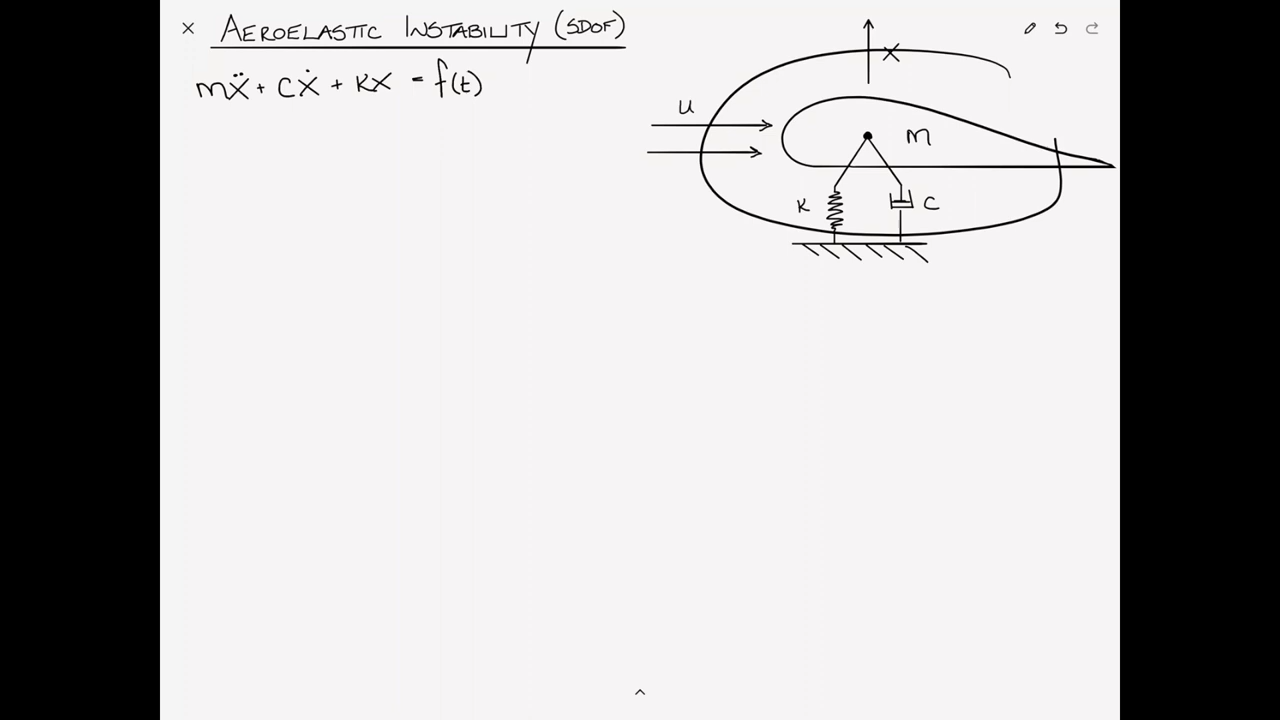 AEROELASTIC INSTABILITY (SDOF)
mẍ + cẋ + kx = f(t)
x
u
m
k
c